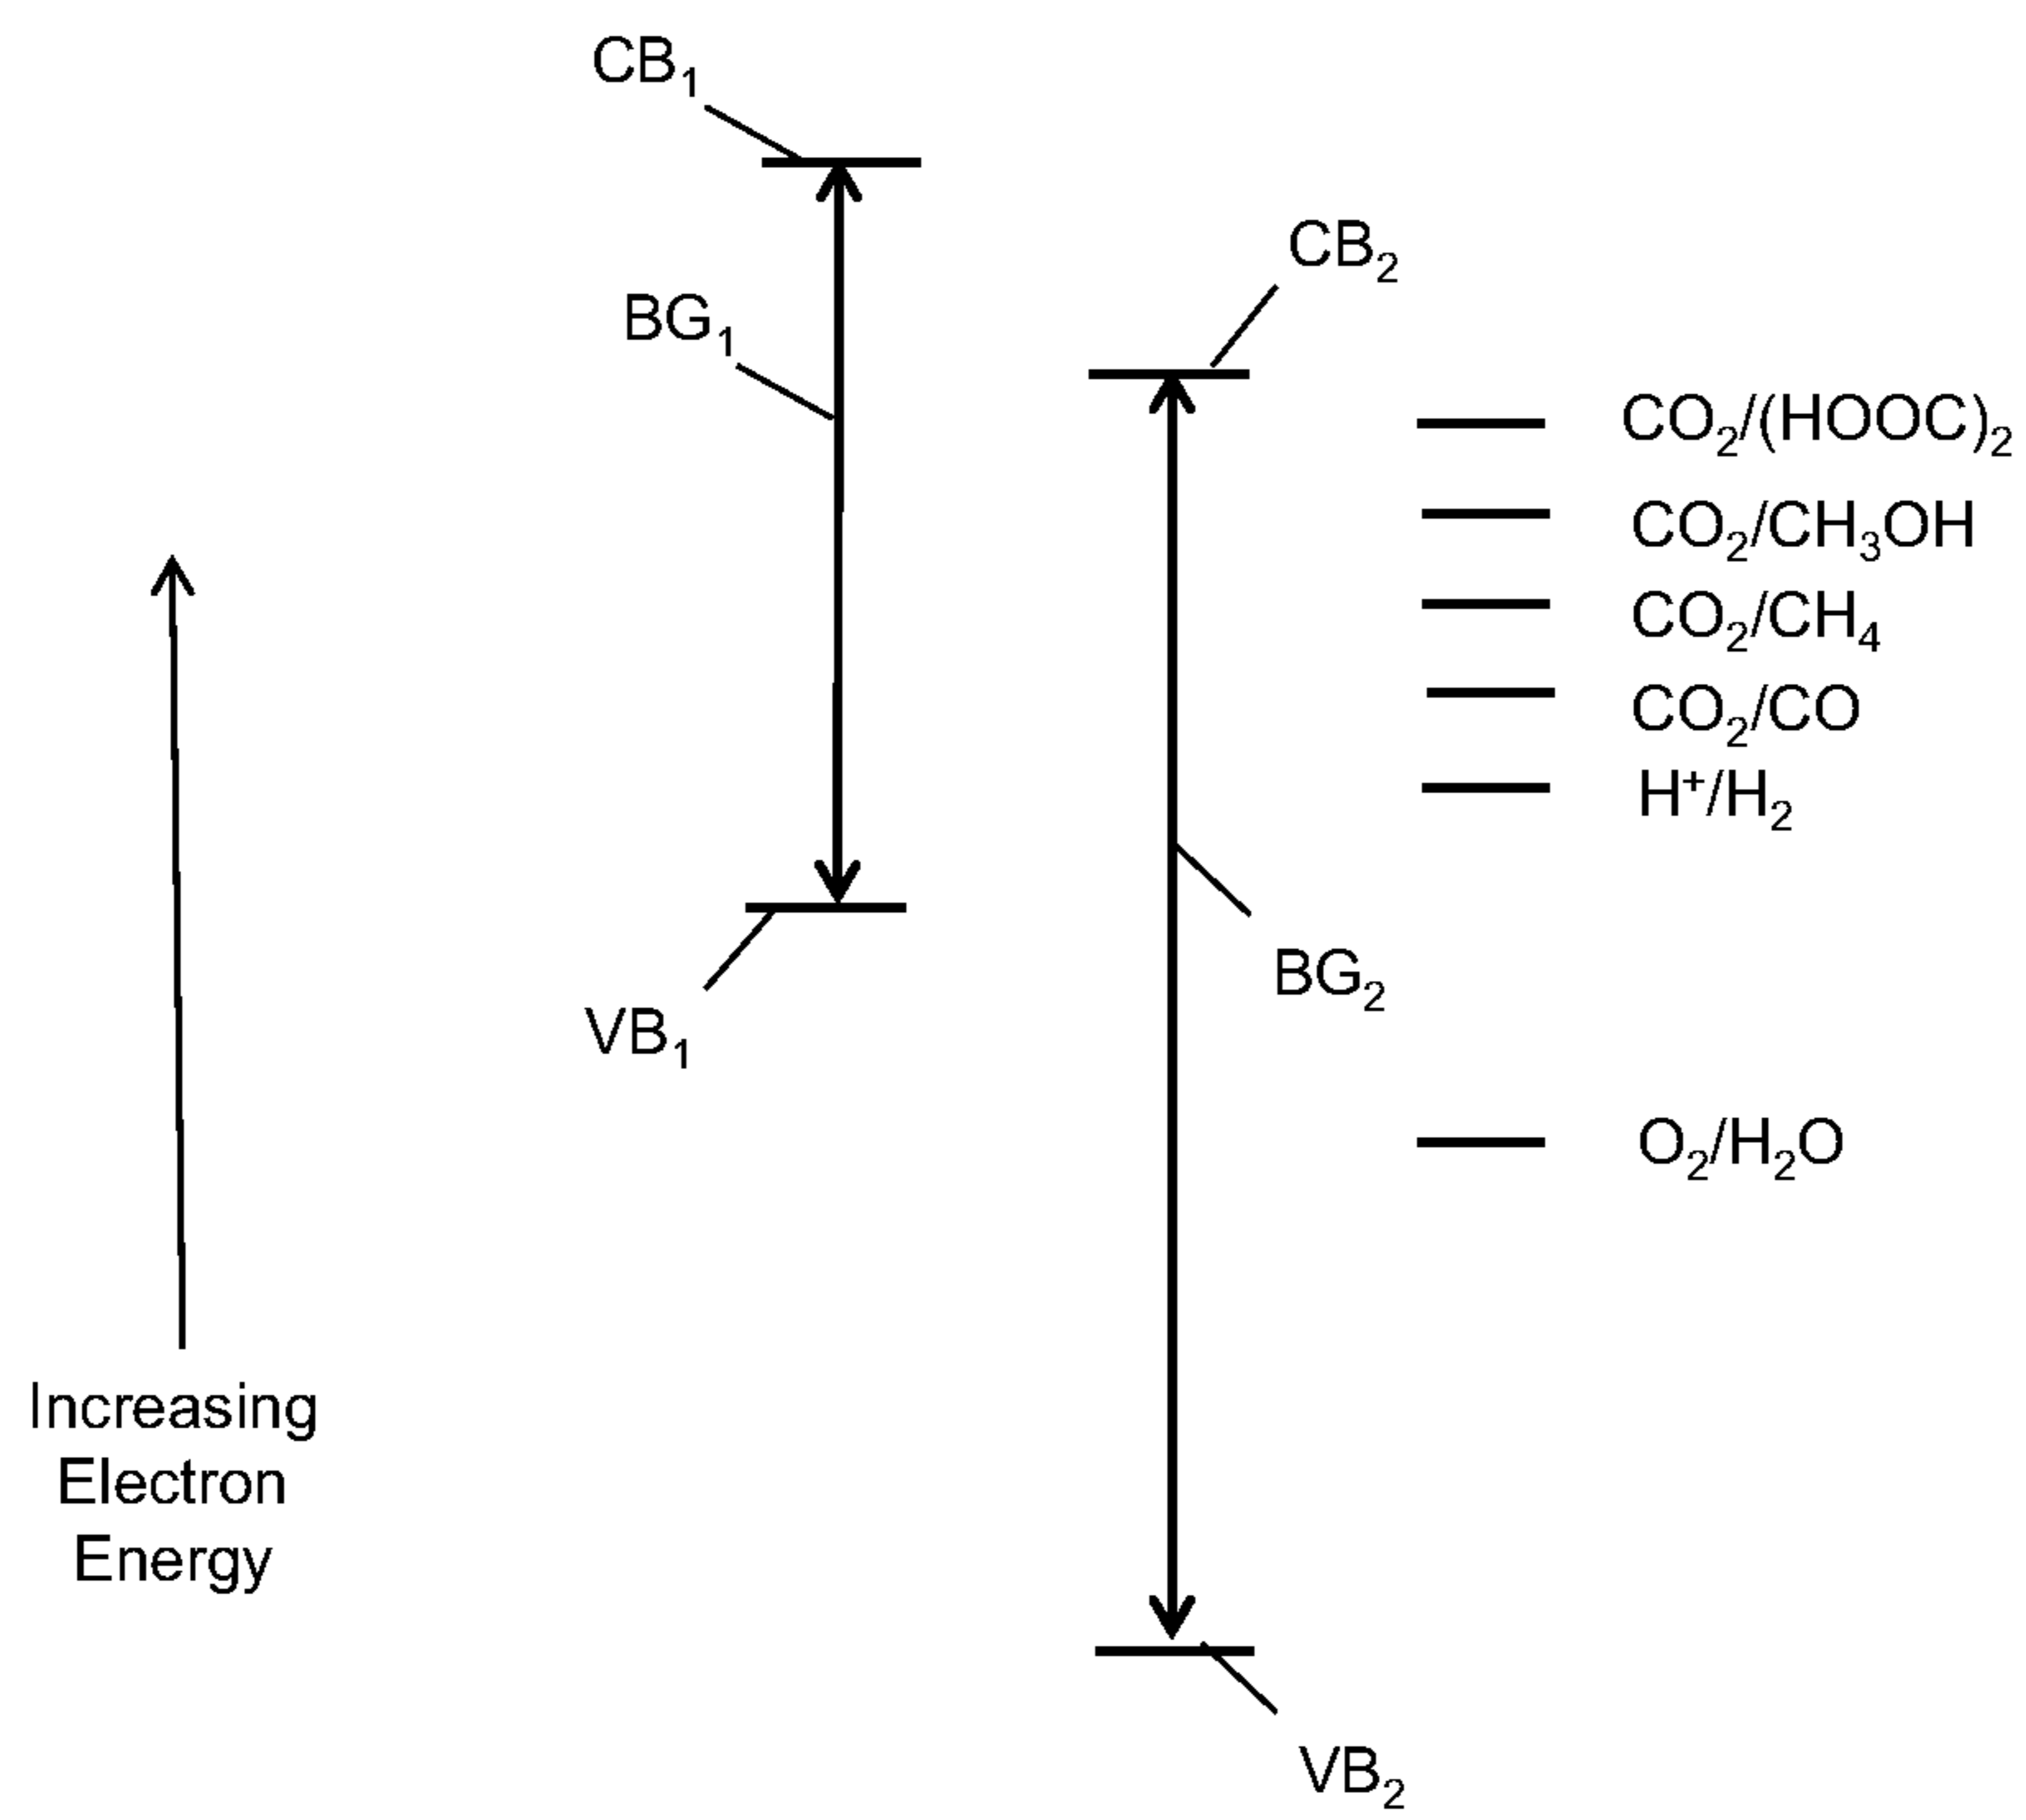 CB₁
CB₂
BG₁
CO₂/(HOOC)₂
CO₂/CH₃OH
CO₂/CH₄
CO₂/CO
H⁺/H₂
BG₂
VB₁
O₂/H₂O
Increasing
Electron
Energy
VB₂